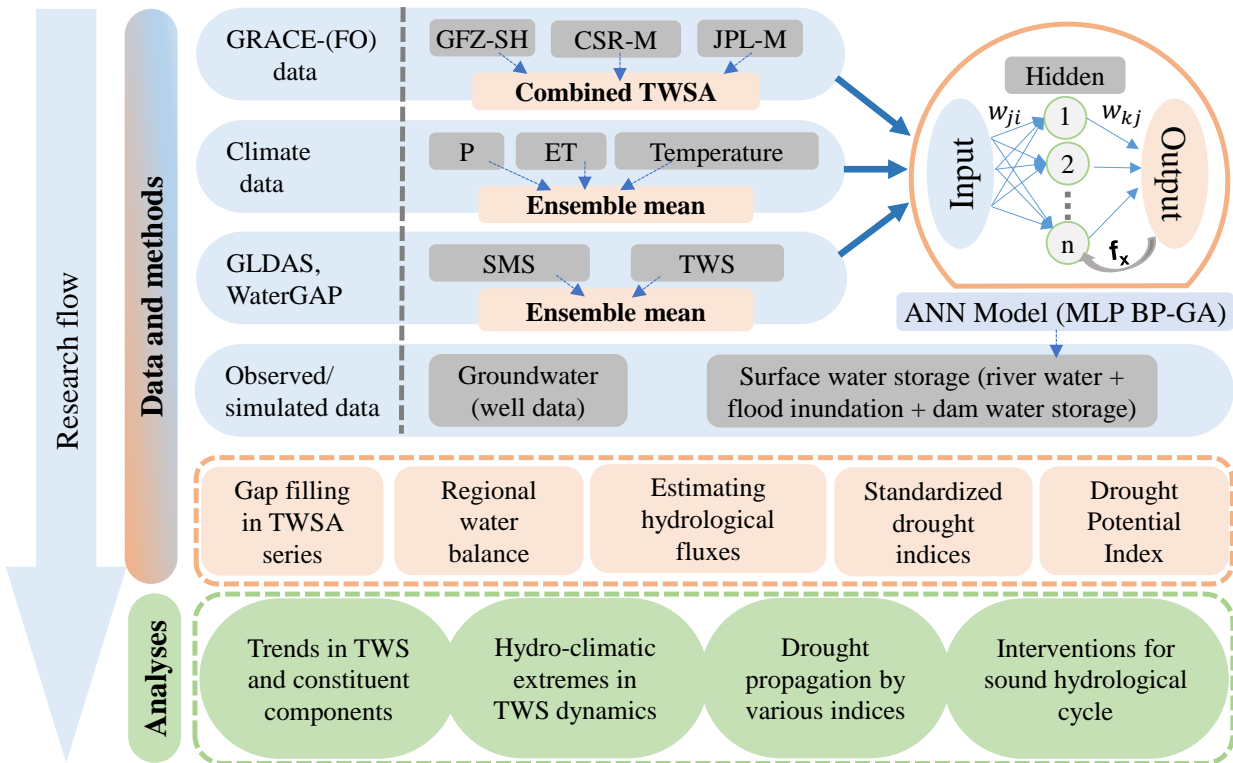 Research flow
Data and methods
GRACE-(FO)
data
GFZ-SH
CSR-M
JPL-M
Combined TWSA
Climate
data
P
ET
Temperature
Ensemble mean
GLDAS,
WaterGAP
SMS
TWS
Ensemble mean
Hidden
Input
Output
wji
wkj
1
2
n
fx
ANN Model (MLP BP-GA)
Observed/
simulated data
Groundwater
(well data)
Surface water storage (river water +
flood inundation + dam water storage)
Gap filling
in TWSA
series
Regional
water
balance
Estimating
hydrological
fluxes
Standardized
drought
indices
Drought
Potential
Index
Analyses
Trends in TWS
and constituent
components
Hydro-climatic
extremes in
TWS dynamics
Drought
propagation by
various indices
Interventions for
sound hydrological
cycle